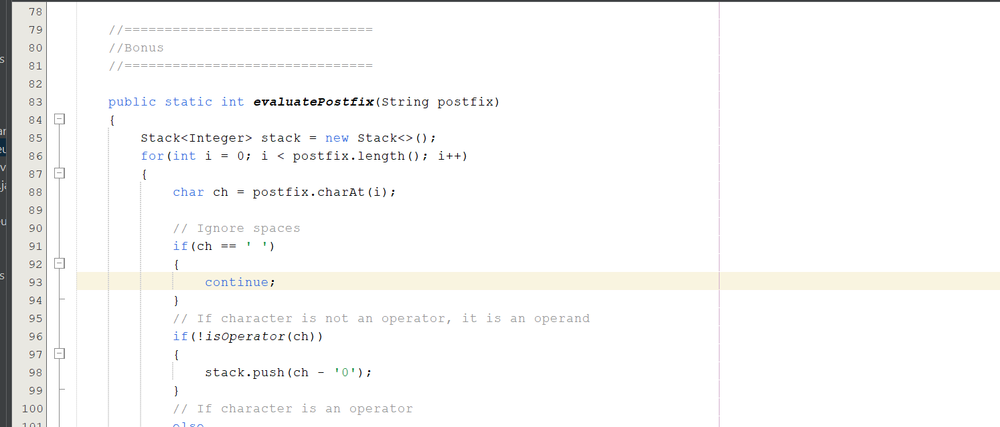 78
79 //===============================
80 //Bonus
81 //===============================
82
83 public static int evaluatePostfix(String postfix)
84 {
85 Stack<Integer> stack = new Stack<>();
86 for(int i = 0; i < postfix.length(); i++)
87 {
88 char ch = postfix.charAt(i);
89
90 // Ignore spaces
91 if(ch == ' ')
92 {
93 continue;
94 }
95 // If character is not an operator, it is an operand
96 if(!isOperator(ch))
97 {
98 stack.push(ch - '0');
99 }
100 // If character is an operator
101 else